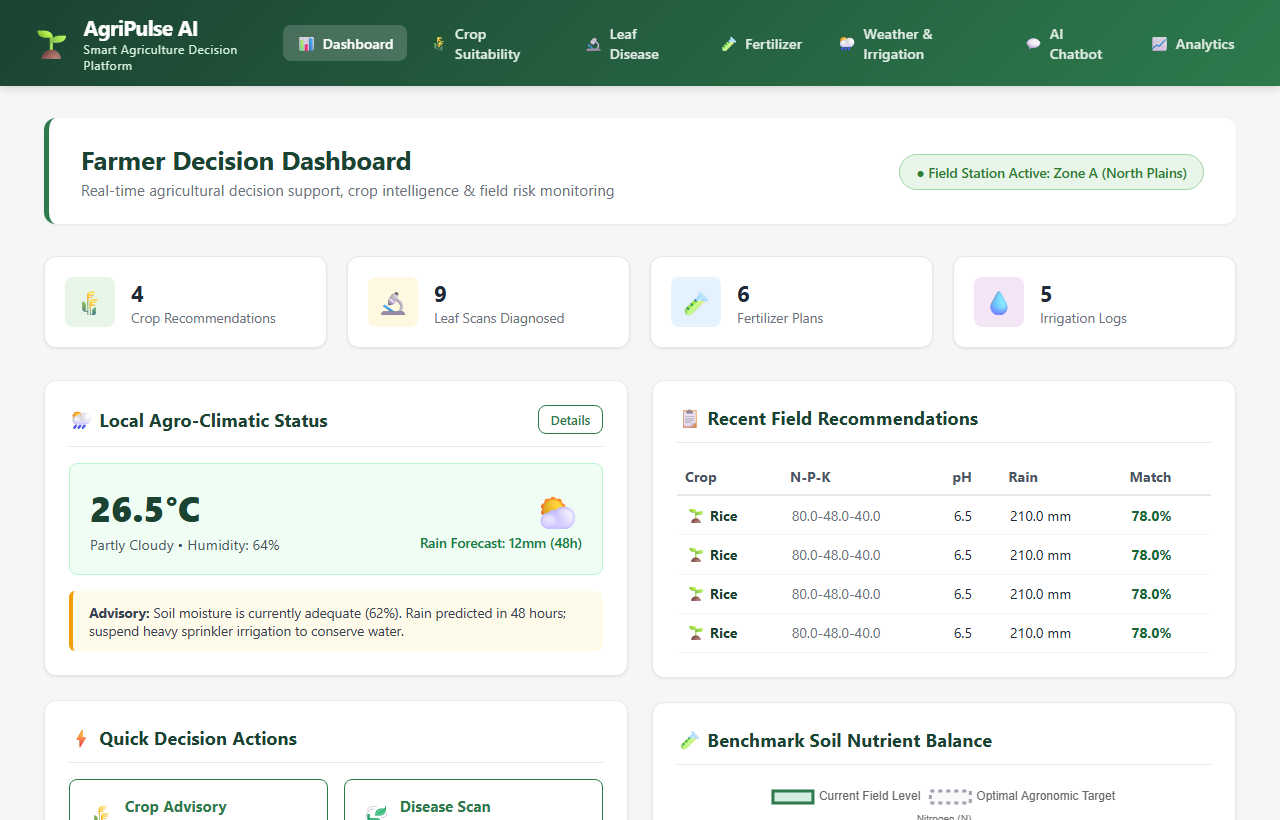 AgriPulse AI
Smart Agriculture Decision
Platform
Dashboard
Crop
Suitability
Leaf
Disease
Fertilizer
Weather &
Irrigation
AI
Chatbot
Analytics
Farmer Decision Dashboard
Real-time agricultural decision support, crop intelligence & field risk monitoring
● Field Station Active: Zone A (North Plains)
4
Crop Recommendations
9
Leaf Scans Diagnosed
6
Fertilizer Plans
5
Irrigation Logs
Local Agro-Climatic Status
Details
26.5°C
Partly Cloudy • Humidity: 64%
Rain Forecast: 12mm (48h)
Advisory: Soil moisture is currently adequate (62%). Rain predicted in 48 hours;
suspend heavy sprinkler irrigation to conserve water.
Recent Field Recommendations
Crop N-P-K pH Rain Match
Rice 80.0-48.0-40.0 6.5 210.0 mm 78.0%
Rice 80.0-48.0-40.0 6.5 210.0 mm 78.0%
Rice 80.0-48.0-40.0 6.5 210.0 mm 78.0%
Rice 80.0-48.0-40.0 6.5 210.0 mm 78.0%
Quick Decision Actions
Crop Advisory
Disease Scan
Benchmark Soil Nutrient Balance
Current Field Level Optimal Agronomic Target
Nitrogen (N)